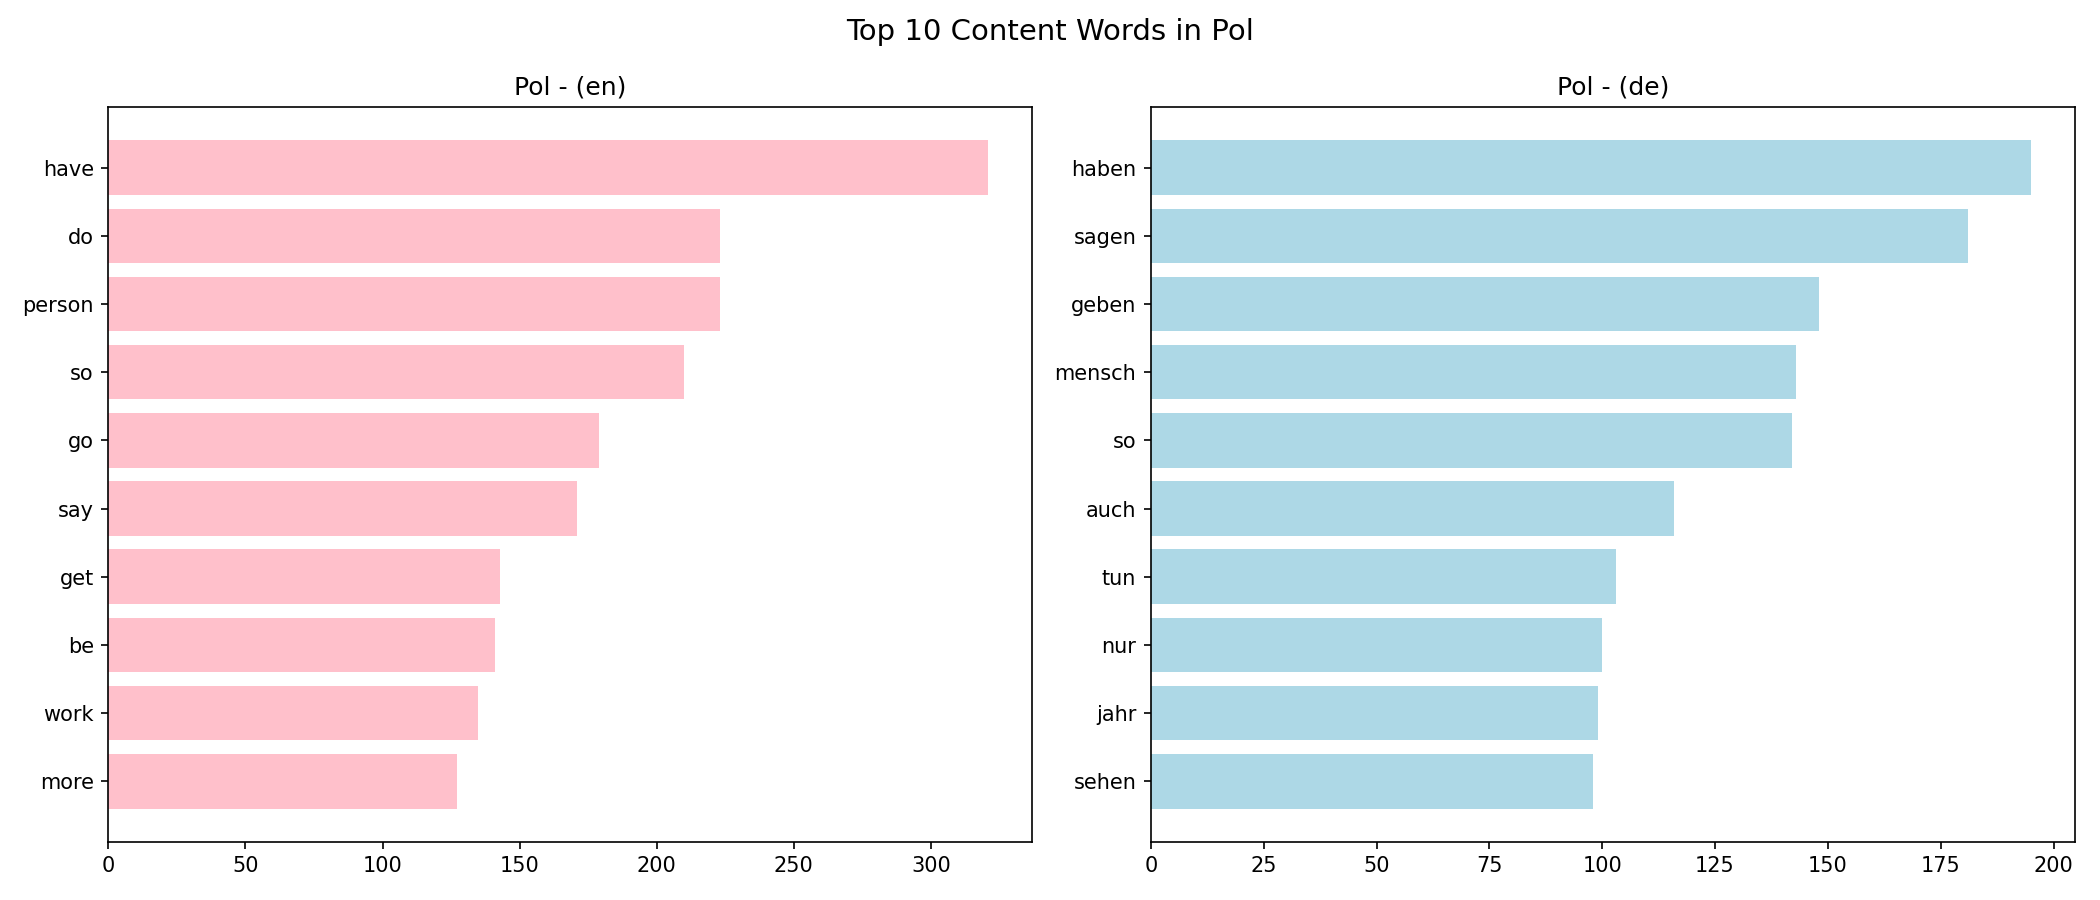 Top 10 Content Words in Pol
Pol - (en)
have
do
person
so
go
say
get
be
work
more
0 50 100 150 200 250 300
Pol - (de)
haben
sagen
geben
mensch
so
auch
tun
nur
jahr
sehen
0 25 50 75 100 125 150 175 200